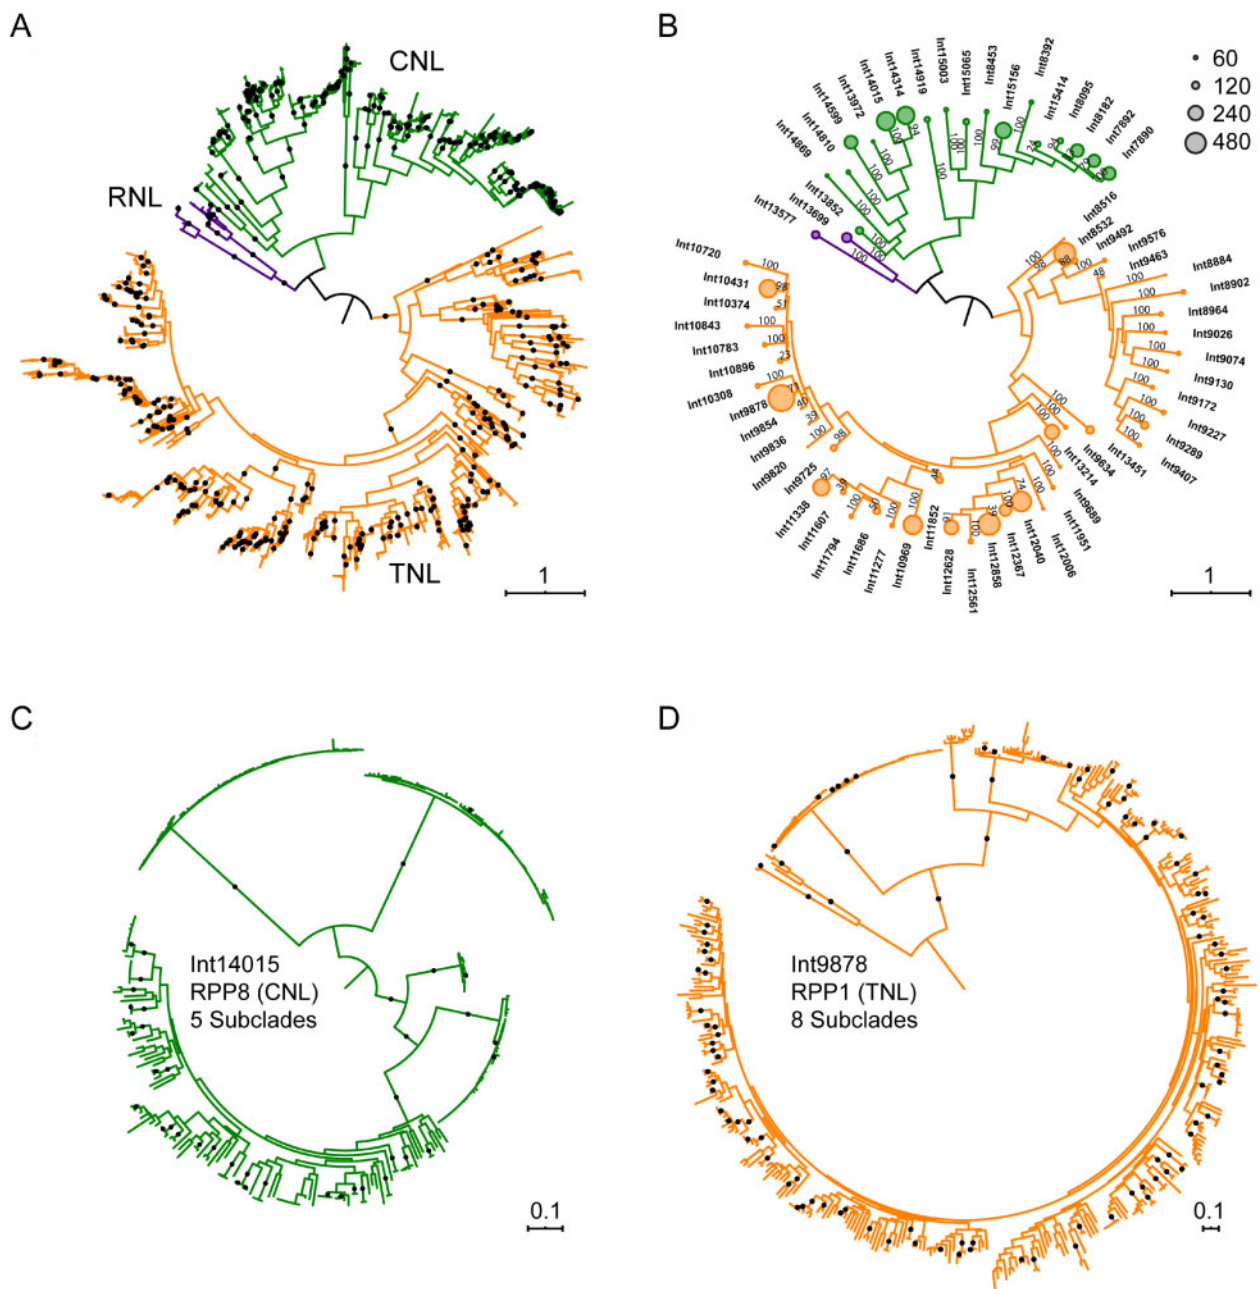 A
CNL
RNL
TNL
1
B
60
120
240
480
Int8392
Int8453
Int15065
Int15003
Int14919
Int14314
Int14015
Int13972
Int14599
Int14810
Int14869
Int13852
Int13699
Int13577
Int15156
Int15414
Int8095
Int8182
Int7892
Int7890
Int8516
Int8532
Int9492
Int9576
Int9463
Int8884
Int8902
Int8964
Int9026
Int9074
Int9130
Int9172
Int9227
Int9289
Int9407
Int13451
Int9634
Int13214
Int9689
Int11951
Int12006
Int12040
Int12367
Int12858
Int12561
Int12628
Int11852
Int10969
Int11277
Int11686
Int11794
Int11607
Int11338
Int9725
Int9820
Int9836
Int9854
Int9878
Int10308
Int10896
Int10783
Int10843
Int10374
Int10431
Int10720
1
C
Int14015
RPP8 (CNL)
5 Subclades
0.1
D
Int9878
RPP1 (TNL)
8 Subclades
0.1